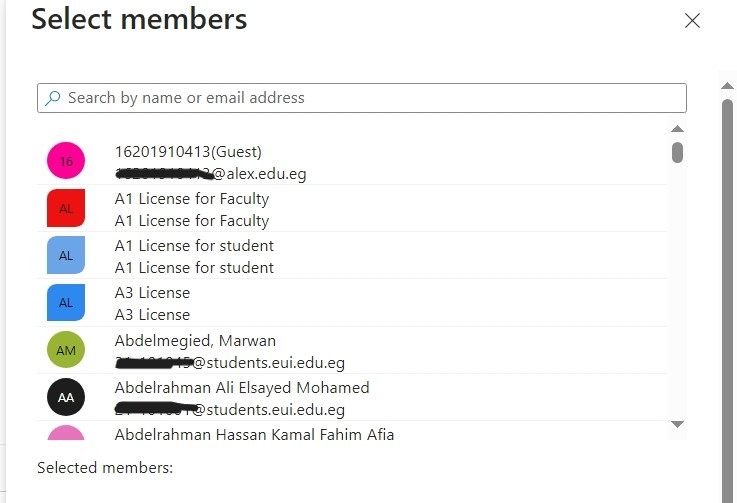 Select members
Search by name or email address
16
16201910413(Guest)
@alex.edu.eg
AL
A1 License for Faculty
A1 License for Faculty
AL
A1 License for student
A1 License for student
AL
A3 License
A3 License
AM
Abdelmegied, Marwan
@students.eui.edu.eg
AA
Abdelrahman Ali Elsayed Mohamed
@students.eui.edu.eg
Abdelrahman Hassan Kamal Fahim Afia
Selected members: